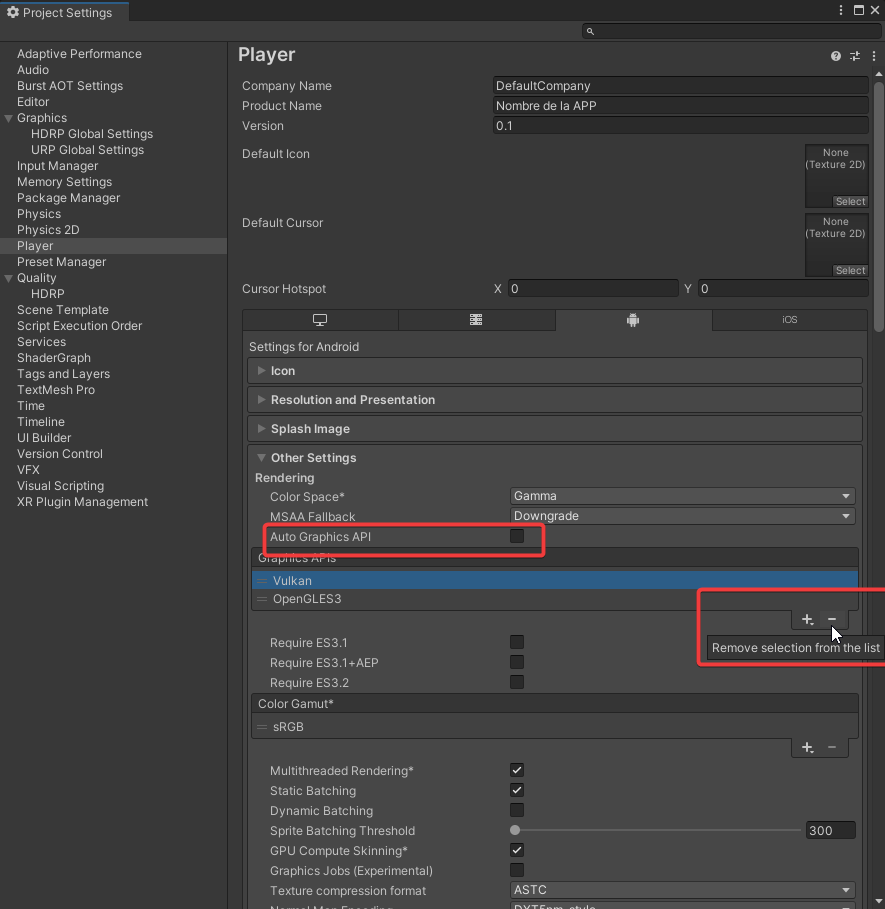 Project Settings
Adaptive Performance
Audio
Burst AOT Settings
Editor
Graphics
HDRP Global Settings
URP Global Settings
Input Manager
Memory Settings
Package Manager
Physics
Physics 2D
Player
Preset Manager
Quality
HDRP
Scene Template
Script Execution Order
Services
ShaderGraph
Tags and Layers
TextMesh Pro
Time
Timeline
UI Builder
Version Control
VFX
Visual Scripting
XR Plugin Management
Player
Company Name DefaultCompany
Product Name Nombre de la APP
Version 0.1
Default Icon
None
(Texture 2D)
Select
Default Cursor
None
(Texture 2D)
Select
Cursor Hotspot X 0 Y 0
iOS
Settings for Android
Icon
Resolution and Presentation
Splash Image
Other Settings
Rendering
Color Space* Gamma
MSAA Fallback Downgrade
Auto Graphics API
Graphics APIs
Vulkan
OpenGLES3
Remove selection from the list
Require ES3.1
Require ES3.1+AEP
Require ES3.2
Color Gamut*
sRGB
Multithreaded Rendering*
Static Batching
Dynamic Batching
Sprite Batching Threshold 300
GPU Compute Skinning*
Graphics Jobs (Experimental)
Texture compression format ASTC
Normal Map Encoding DXT5nm-style